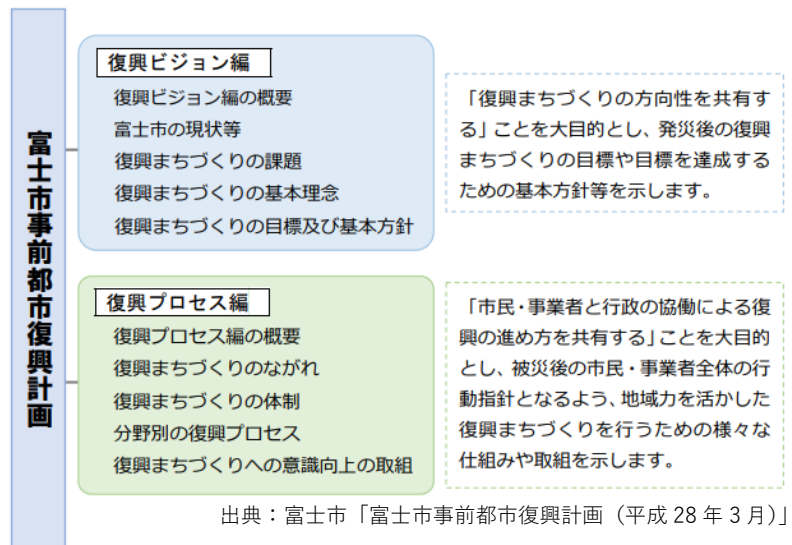 富士市事前都市復興計画
復興ビジョン編
復興ビジョン編の概要
富士市の現状等
復興まちづくりの課題
復興まちづくりの基本理念
復興まちづくりの目標及び基本方針
「復興まちづくりの方向性を共有す
る」ことを大目的とし、発災後の復興
まちづくりの目標や目標を達成する
ための基本方針等を示します。
復興プロセス編
復興プロセス編の概要
復興まちづくりのながれ
復興まちづくりの体制
分野別の復興プロセス
復興まちづくりへの意識向上の取組
「市民・事業者と行政の協働による復
興の進め方を共有する」ことを大目的
とし、被災後の市民・事業者全体の行
動指針となるよう、地域力を活かした
復興まちづくりを行うための様々な
仕組みや取組を示します。
出典：富士市「富士市事前都市復興計画（平成 28 年 3 月）」